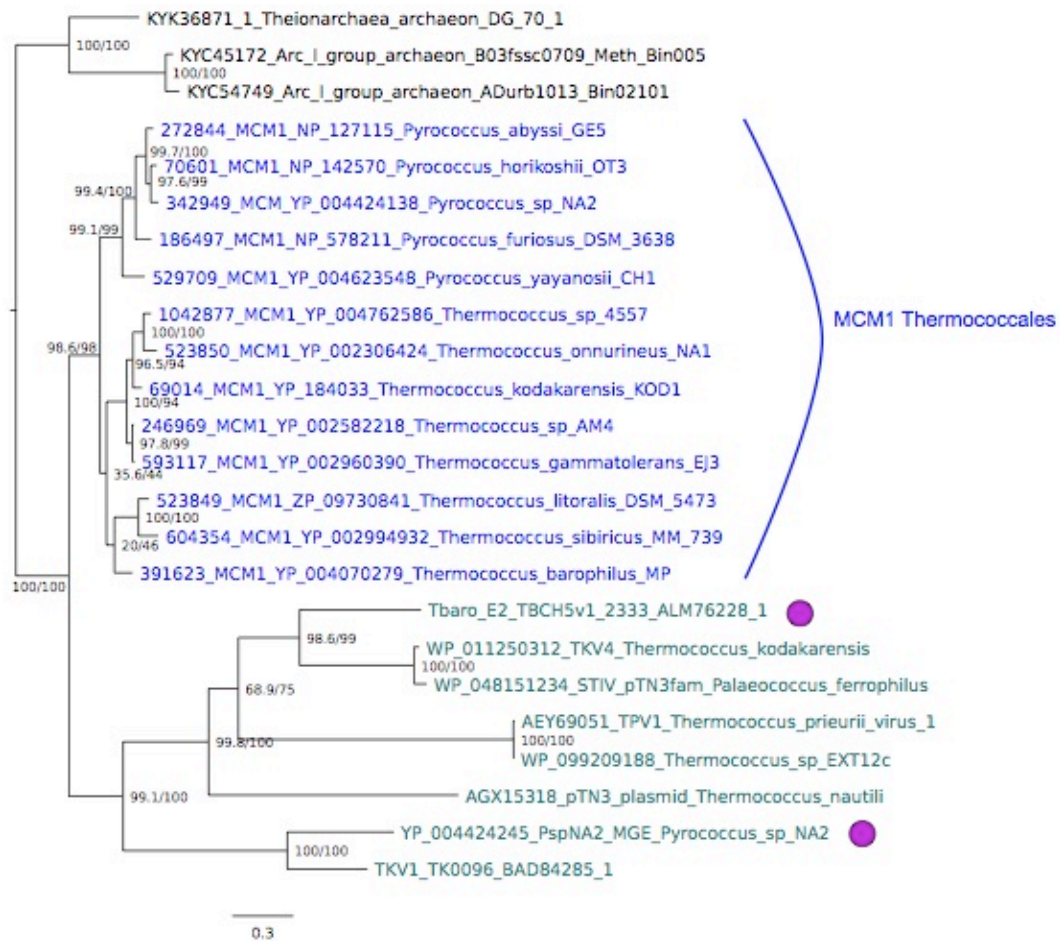 KYK36871_1_Theionarchaea_archaeon_DG_70_1
100/100
KYC45172_Arc_I_group_archaeon_B03fssc0709_Meth_Bin005
100/100
KYC54749_Arc_I_group_archaeon_ADurb1013_Bin02101
272844_MCM1_NP_127115_Pyrococcus_abyssi_GE5
99.7/100
70601_MCM1_NP_142570_Pyrococcus_horikoshii_OT3
97.6/99
99.4/100
342949_MCM_YP_004424138_Pyrococcus_sp_NA2
99.1/99
186497_MCM1_NP_578211_Pyrococcus_furiosus_DSM_3638
529709_MCM1_YP_004623548_Pyrococcus_yayanosii_CH1
1042877_MCM1_YP_004762586_Thermococcus_sp_4557
MCM1 Thermococcales
100/100
98.6/98
523850_MCM1_YP_002306424_Thermococcus_onnurineus_NA1
96.5/94
69014_MCM1_YP_184033_Thermococcus_kodakarensis_KOD1
100/94
246969_MCM1_YP_002582218_Thermococcus_sp_AM4
97.8/99
593117_MCM1_YP_002960390_Thermococcus_gammatolerans_EJ3
35.6/44
523849_MCM1_ZP_09730841_Thermococcus_litoralis_DSM_5473
100/100
604354_MCM1_YP_002994932_Thermococcus_sibiricus_MM_739
20/46
391623_MCM1_YP_004070279_Thermococcus_barophilus_MP
100/100
Tbaro_E2_TBCH5v1_2333_ALM76228_1
98.6/99
WP_011250312_TKV4_Thermococcus_kodakarensis
100/100
WP_048151234_STIV_pTN3fam_Palaeococcus_ferrophilus
68.9/75
AEY69051_TPV1_Thermococcus_prieurii_virus_1
99.8/100
100/100
WP_099209188_Thermococcus_sp_EXT12c
99.1/100
AGX15318_pTN3_plasmid_Thermococcus_nautili
YP_004424245_PspNA2_MGE_Pyrococcus_sp_NA2
100/100
TKV1_TK0096_BAD84285_1
0.3